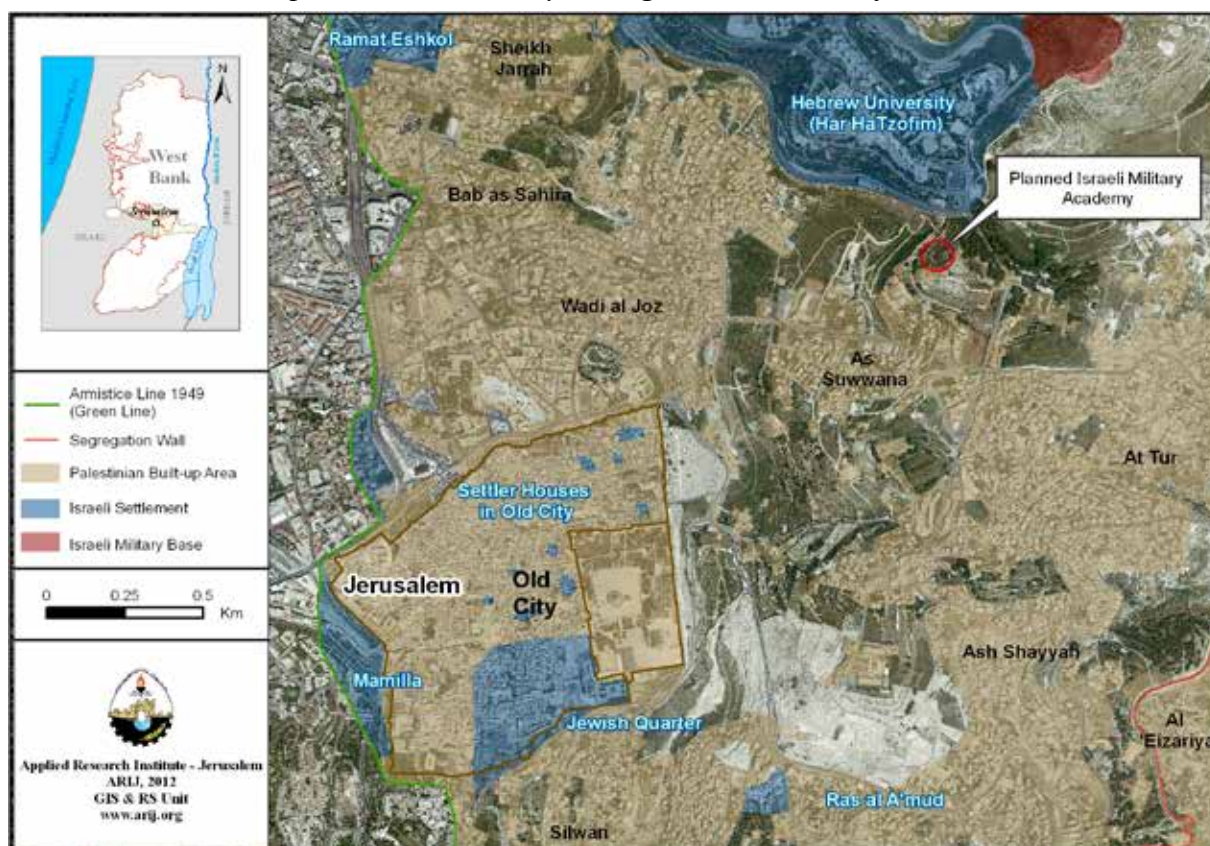 Ramat Eshkol
Sheikh
Jarrah
Hebrew University
(Har HaTzofim)
Planned Israeli Military
Academy
Bab as Sahira
Wadi al Joz
As
Suwwana
At Tur
Settler Houses
in Old City
Jerusalem
Old
City
Mamilla
Jewish Quarter
Ash Shayyah
Al
'Eizariya
Ras al A'mud
Silwan
N
West
Bank
Armistice Line 1949
(Green Line)
Segregation Wall
Palestinian Built-up Area
Israeli Settlement
Israeli Military Base
0 0.25 0.5
Km
Applied Research Institute - Jerusalem
ARIJ, 2012
GIS & RS Unit
www.arij.org